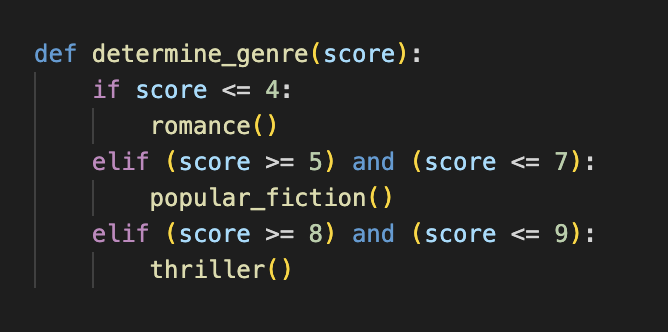 def determine_genre(score):
    if score <= 4:
        romance()
    elif (score >= 5) and (score <= 7):
        popular_fiction()
    elif (score >= 8) and (score <= 9):
        thriller()